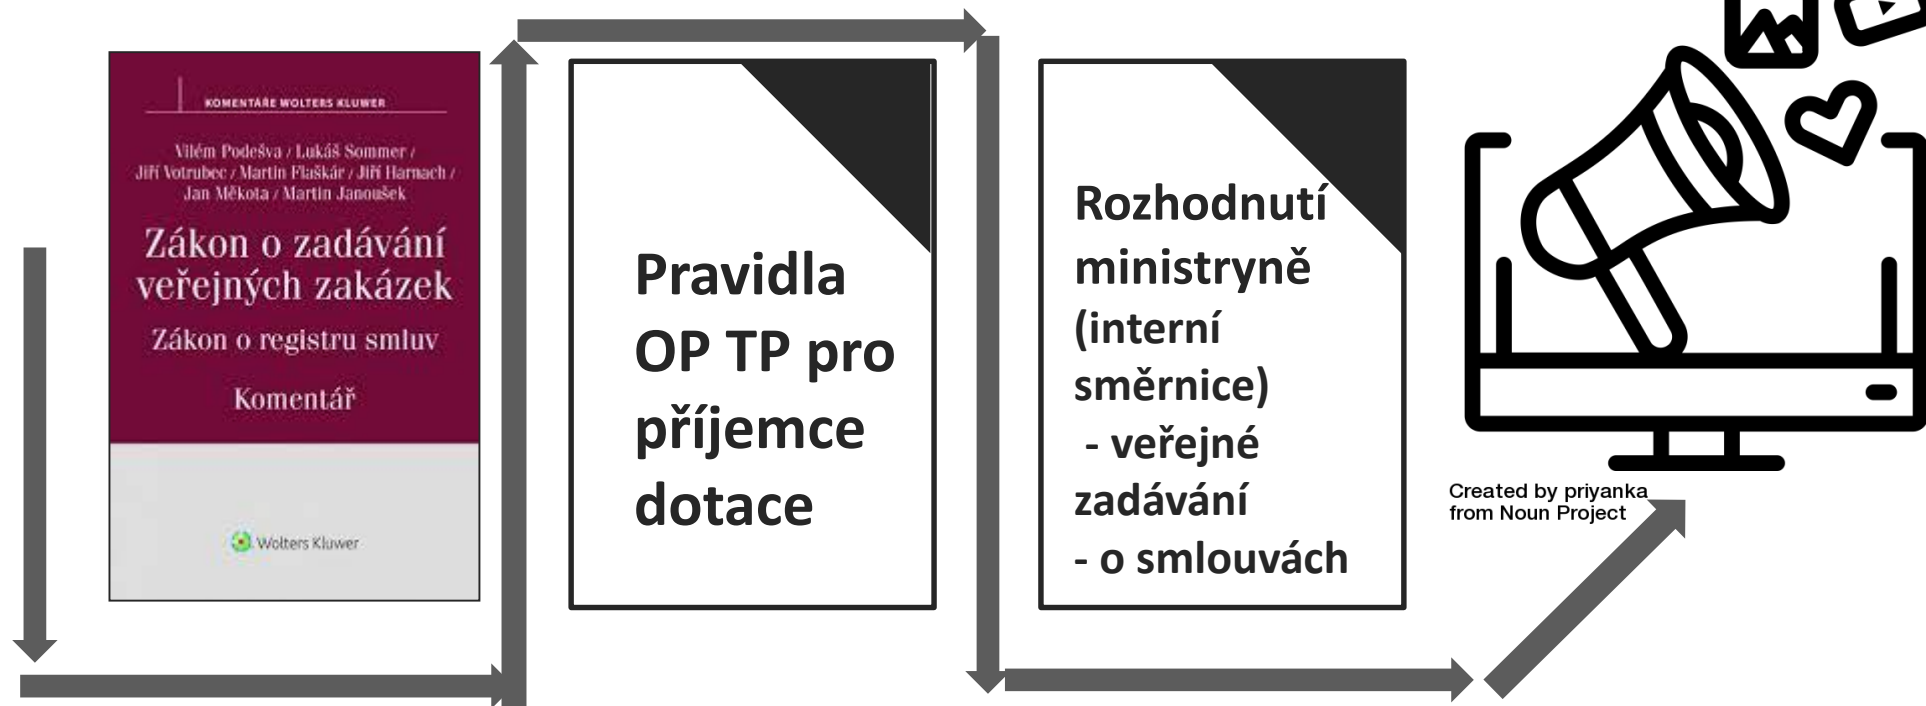 KOMENTÁŘE WOLTERS KLUWER
Vilém Podešva / Lukáš Sommer /
Jiří Votrubec / Martin Flaškár / Jiří Harnach /
Jan Měkota / Martin Janoušek
Zákon o zadávání
veřejných zakázek
Zákon o registru smluv
Komentář
Wolters Kluwer
Pravidla
OP TP pro
příjemce
dotace
Rozhodnutí
ministryně
(interní
směrnice)
- veřejné
zadávání
- o smlouvách
Created by priyanka
from Noun Project